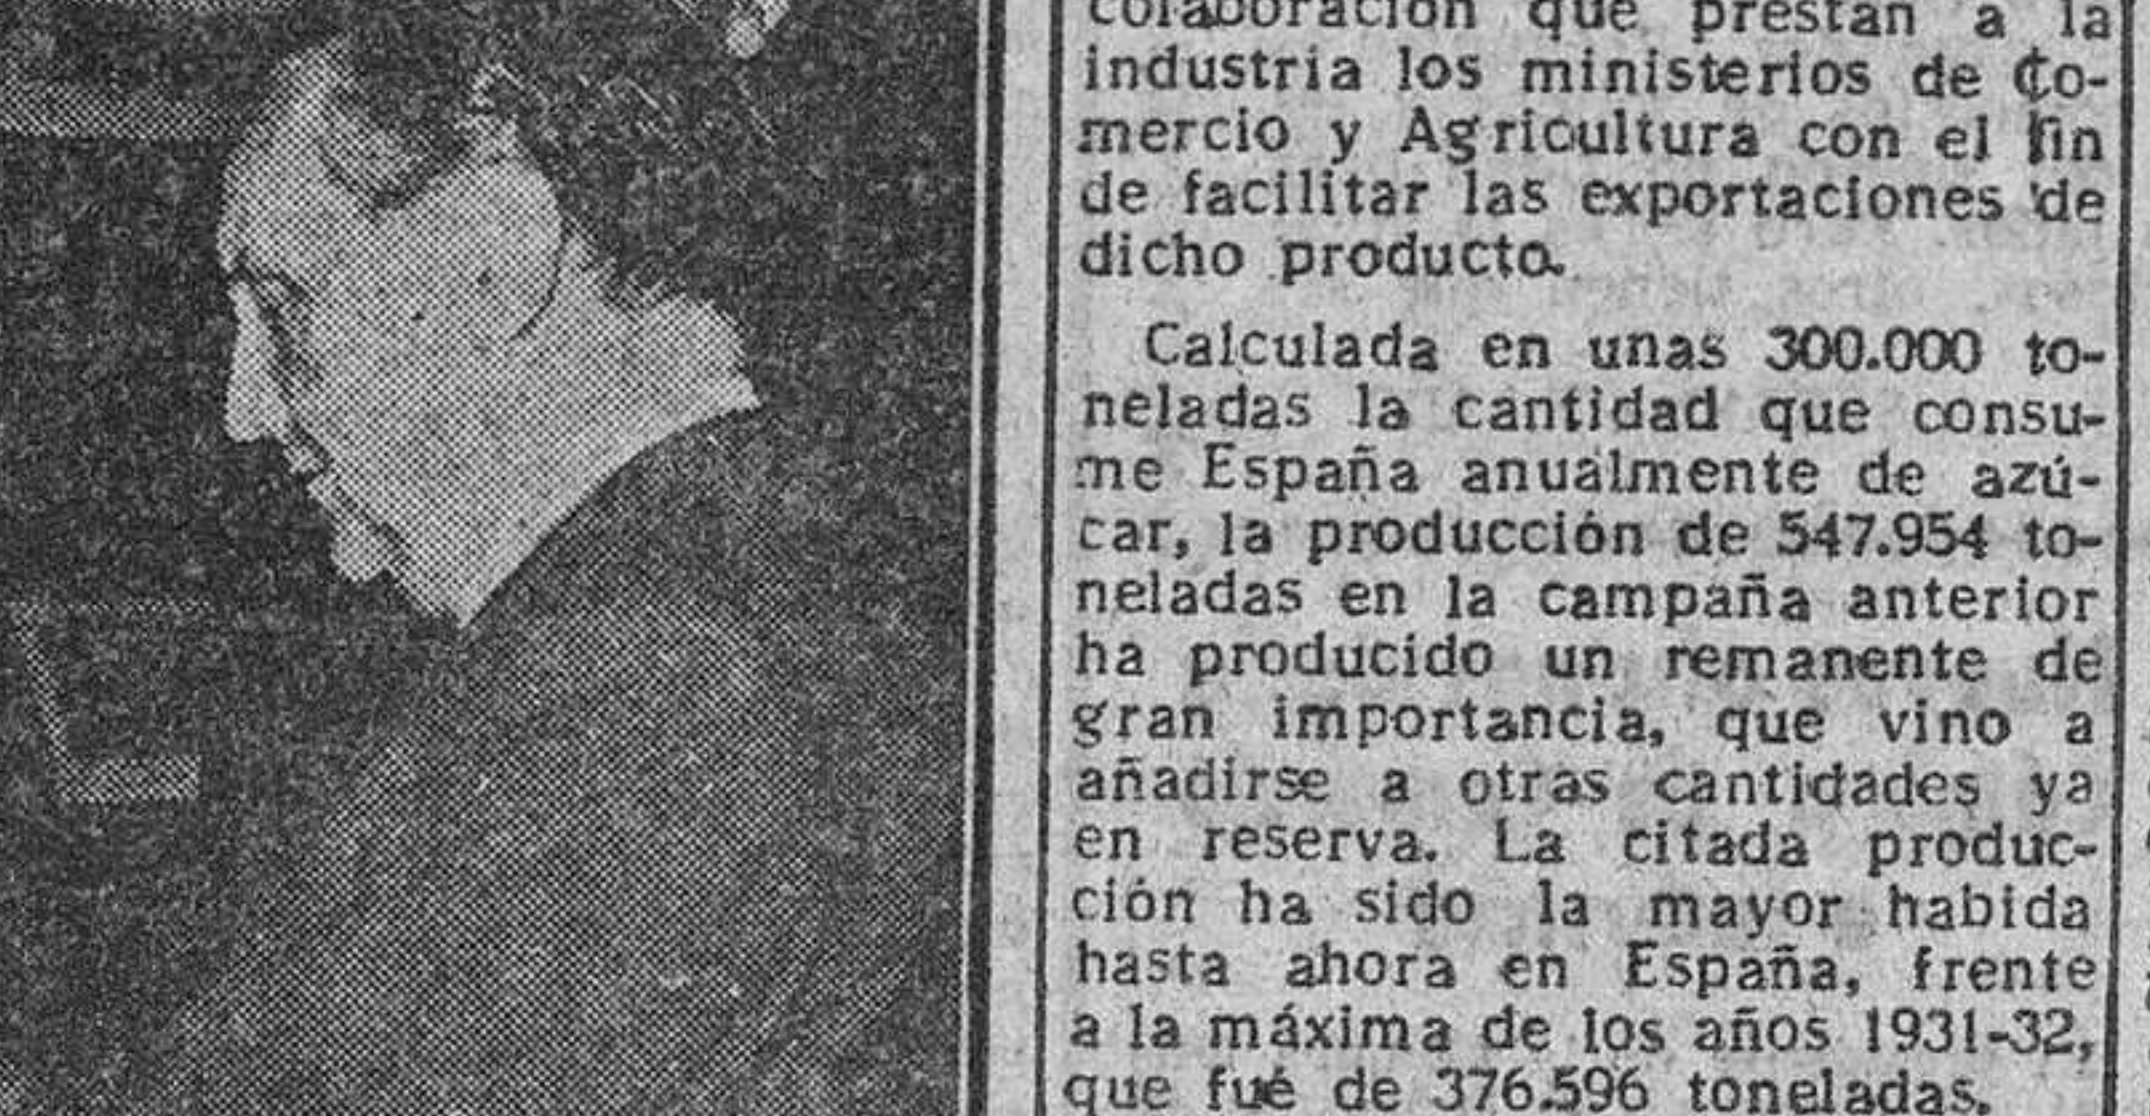 colaboración que prestan a la
industria los ministerios de Co-
mercio y Agricultura con el fin
de facilitar las exportaciones de
dicho producto.
Calculada en unas 300.000 to-
neladas la cantidad que consu-
me España anualmente de azú-
car, la producción de 547.954 to-
neladas en la campaña anterior
ha producido un remanente de
gran importancia, que vino a
añadirse a otras cantidades ya
en reserva. La citada produc-
ción ha sido la mayor habida
hasta ahora en España, frente
a la máxima de los años 1931-32,
que fué de 376.596 toneladas.